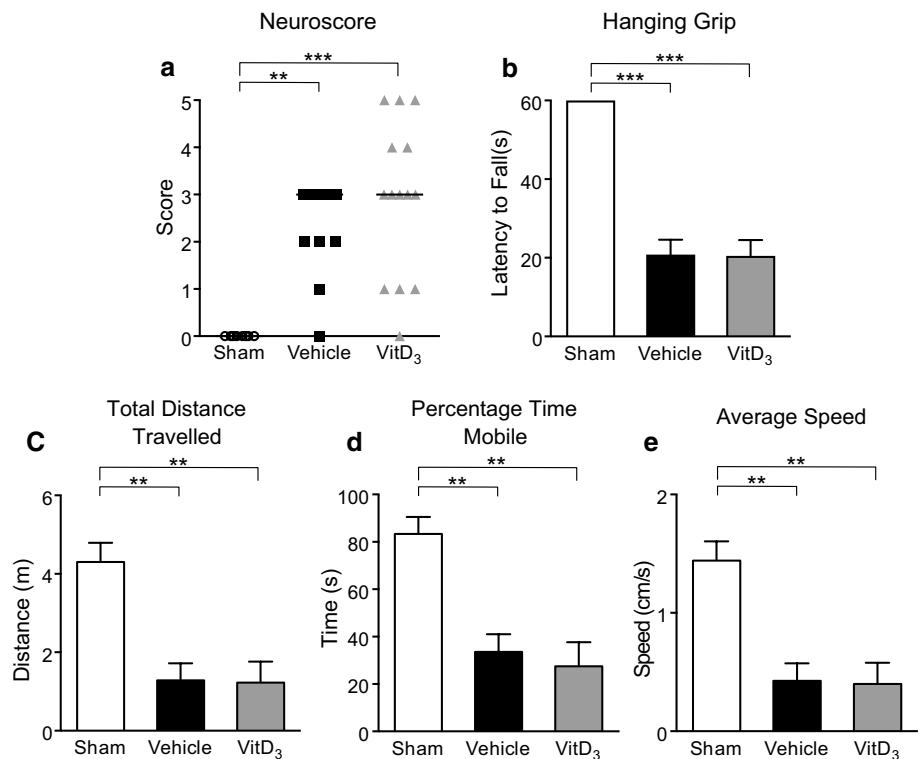 Neuroscore
a
***
**
5
4
3
2
1
0
Score
Sham Vehicle VitD₃
Hanging Grip
b
***
***
60
40
20
0
Latency to Fall(s)
Sham Vehicle VitD₃
Total Distance
Travelled
C
**
**
6
4
2
0
Distance (m)
Sham Vehicle VitD₃
Percentage Time
Mobile
d
**
**
100
80
60
40
20
0
Time (s)
Sham Vehicle VitD₃
Average Speed
e
**
**
2
1
0
Speed (cm/s)
Sham Vehicle VitD₃